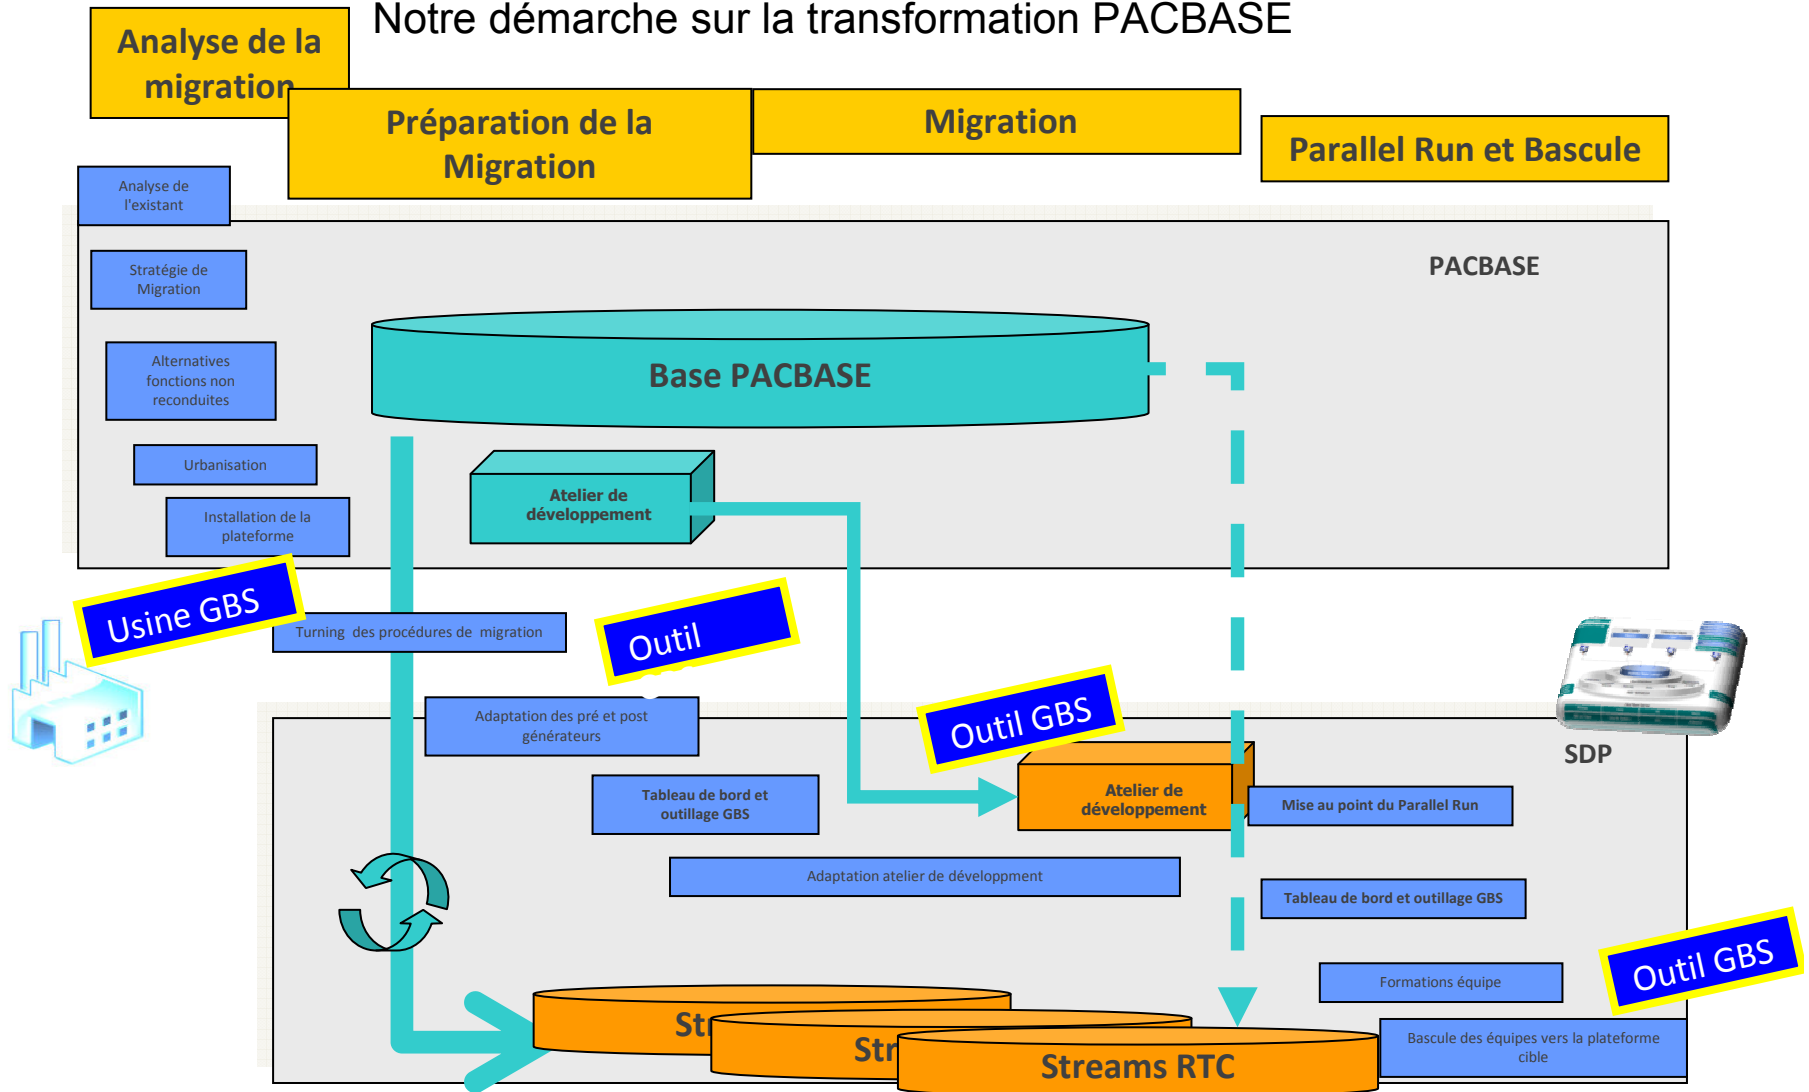 Notre démarche sur la transformation PACBASE
Analyse de la
migration
Préparation de la
Migration
Migration
Parallel Run et Bascule
Analyse de
l'existant
Stratégie de
Migration
Alternatives
fonctions non
reconduites
Urbanisation
Installation de la
plateforme
PACBASE
Base PACBASE
Atelier de
développement
Usine GBS
Turning des procédures de migration
Outil
Adaptation des pré et post
générateurs
Outil GBS
SDP
Tableau de bord et
outillage GBS
Atelier de
développement
Mise au point du Parallel Run
Adaptation atelier de développment
Tableau de bord et outillage GBS
Outil GBS
Formations équipe
Str
Str
Streams RTC
Bascule des équipes vers la plateforme
cible